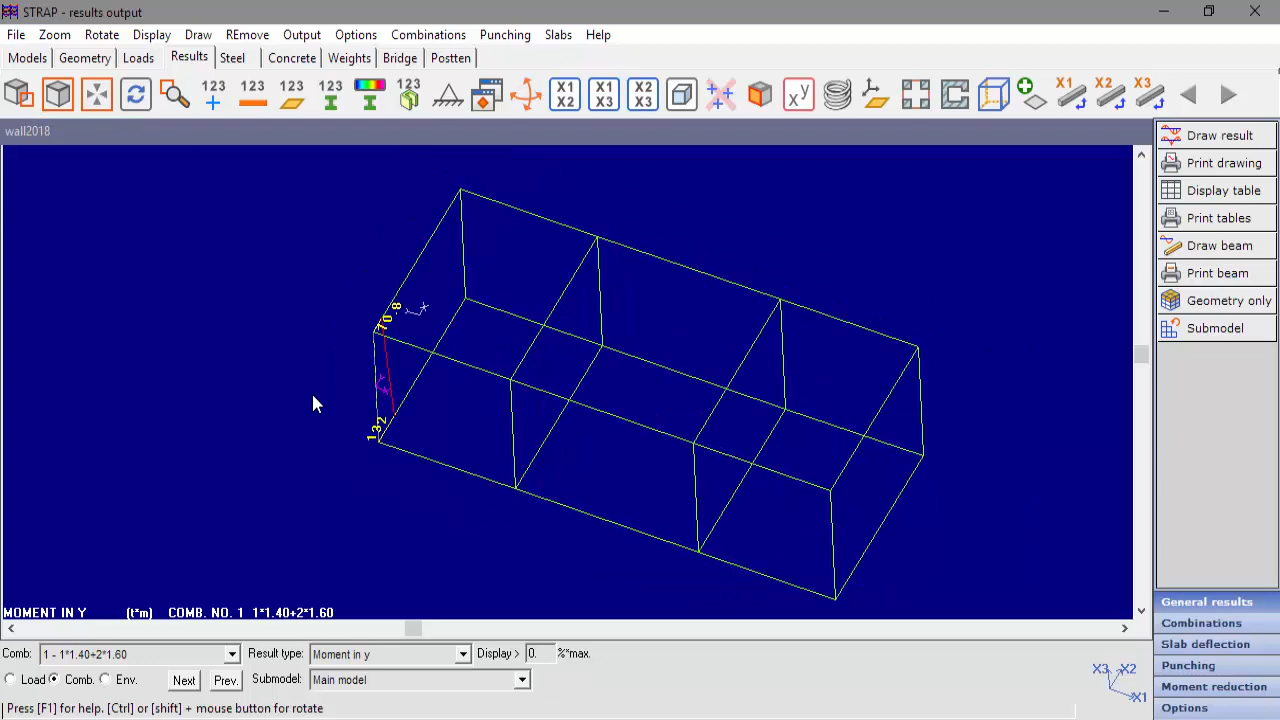 STRAP - results output
File Zoom Rotate Display Draw REmove Output Options Combinations Punching Slabs Help
Models Geometry Loads Results Steel Concrete Weights Bridge Postten
123 123 123 123 123 X1 X2 X1 X3 X2 X3 xy X1 X2 X3
wall2018
Draw result
Print drawing
Display table
Print tables
Draw beam
Print beam
Geometry only
Submodel
MOMENT IN Y (t*m) COMB. NO. 1 1*1.40+2*1.60
General results
Combinations
Slab deflection
Punching
Moment reduction
Options
Comb: 1 - 1*1.40+2*1.60 Result type: Moment in y Display > 0. %*max.
Load Comb. Env. Next Prev. Submodel: Main model
X3 X2
X1
Press [F1] for help. [Ctrl] or [shift] + mouse button for rotate